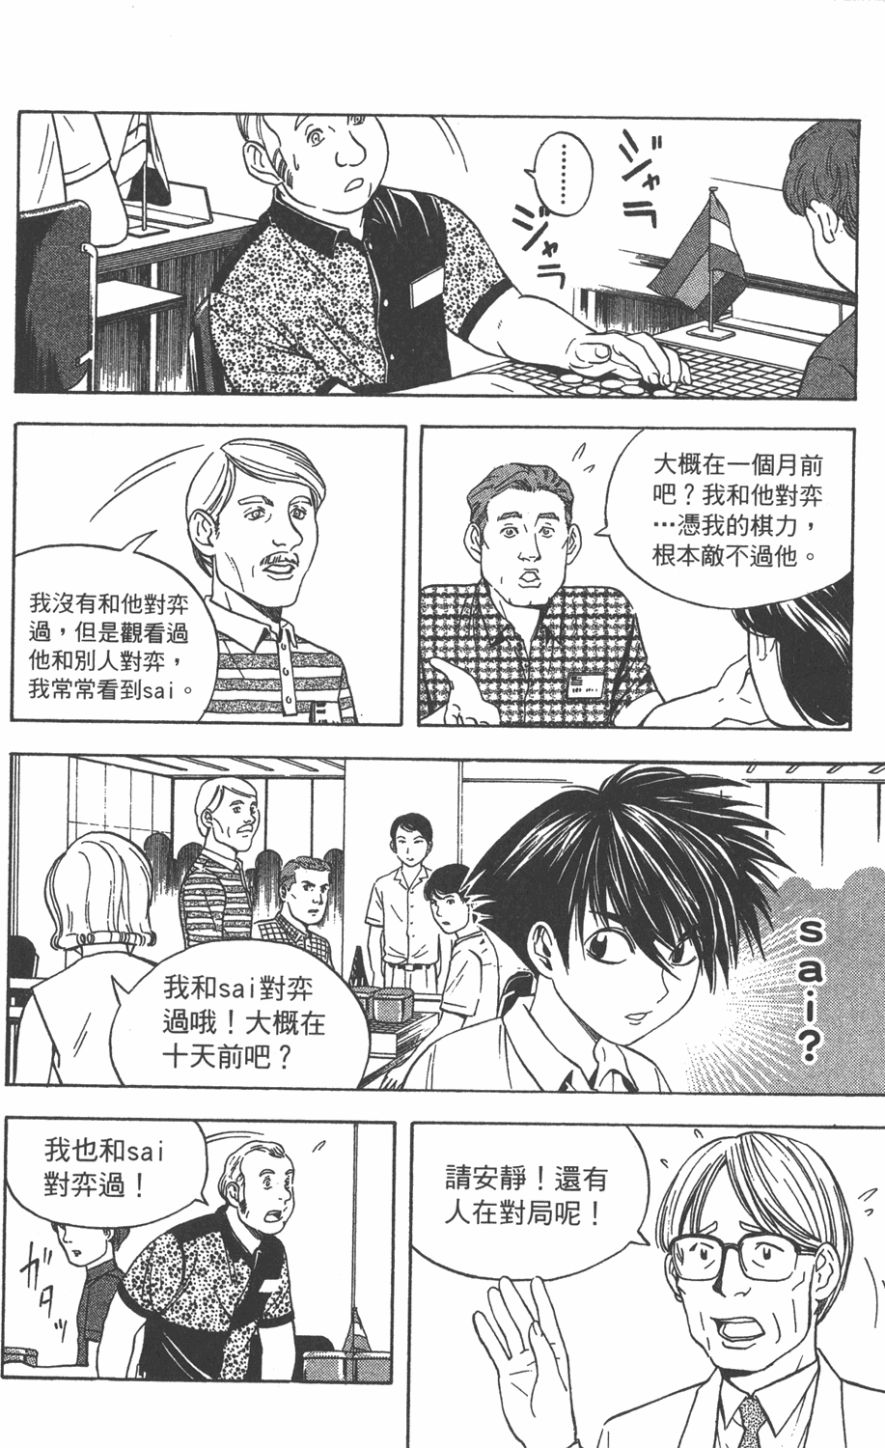 ………
ジャラ
ジャラ
大概在一個月前
吧?我和他對弈
…憑我的棋力,
根本敵不過他。
我沒有和他對弈
過,但是觀看過
他和別人對弈,
我常常看到sai。
sai?
我和sai對弈
過哦!大概在
十天前吧?
我也和sai
對弈過!
ガタッ
請安靜!還有
人在對局呢!